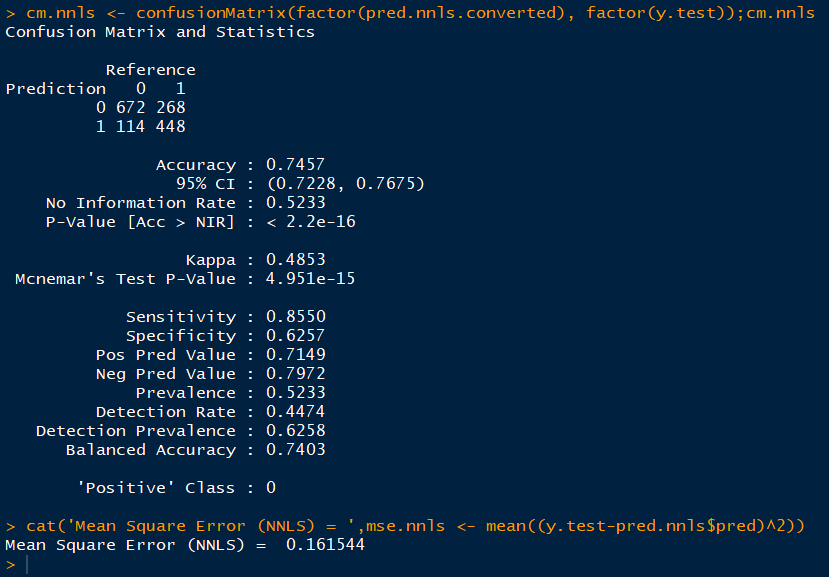 > cm.nnls <- confusionMatrix(factor(pred.nnls.converted), factor(y.test));cm.nnls
Confusion Matrix and Statistics
Reference
Prediction 0 1
0 672 268
1 114 448
Accuracy : 0.7457
95% CI : (0.7228, 0.7675)
No Information Rate : 0.5233
P-Value [Acc > NIR] : < 2.2e-16
Kappa : 0.4853
Mcnemar's Test P-Value : 4.951e-15
Sensitivity : 0.8550
Specificity : 0.6257
Pos Pred Value : 0.7149
Neg Pred Value : 0.7972
Prevalence : 0.5233
Detection Rate : 0.4474
Detection Prevalence : 0.6258
Balanced Accuracy : 0.7403
'Positive' Class : 0
> cat('Mean Square Error (NNLS) = ',mse.nnls <- mean((y.test-pred.nnls$pred)^2))
Mean Square Error (NNLS) =  0.161544
>